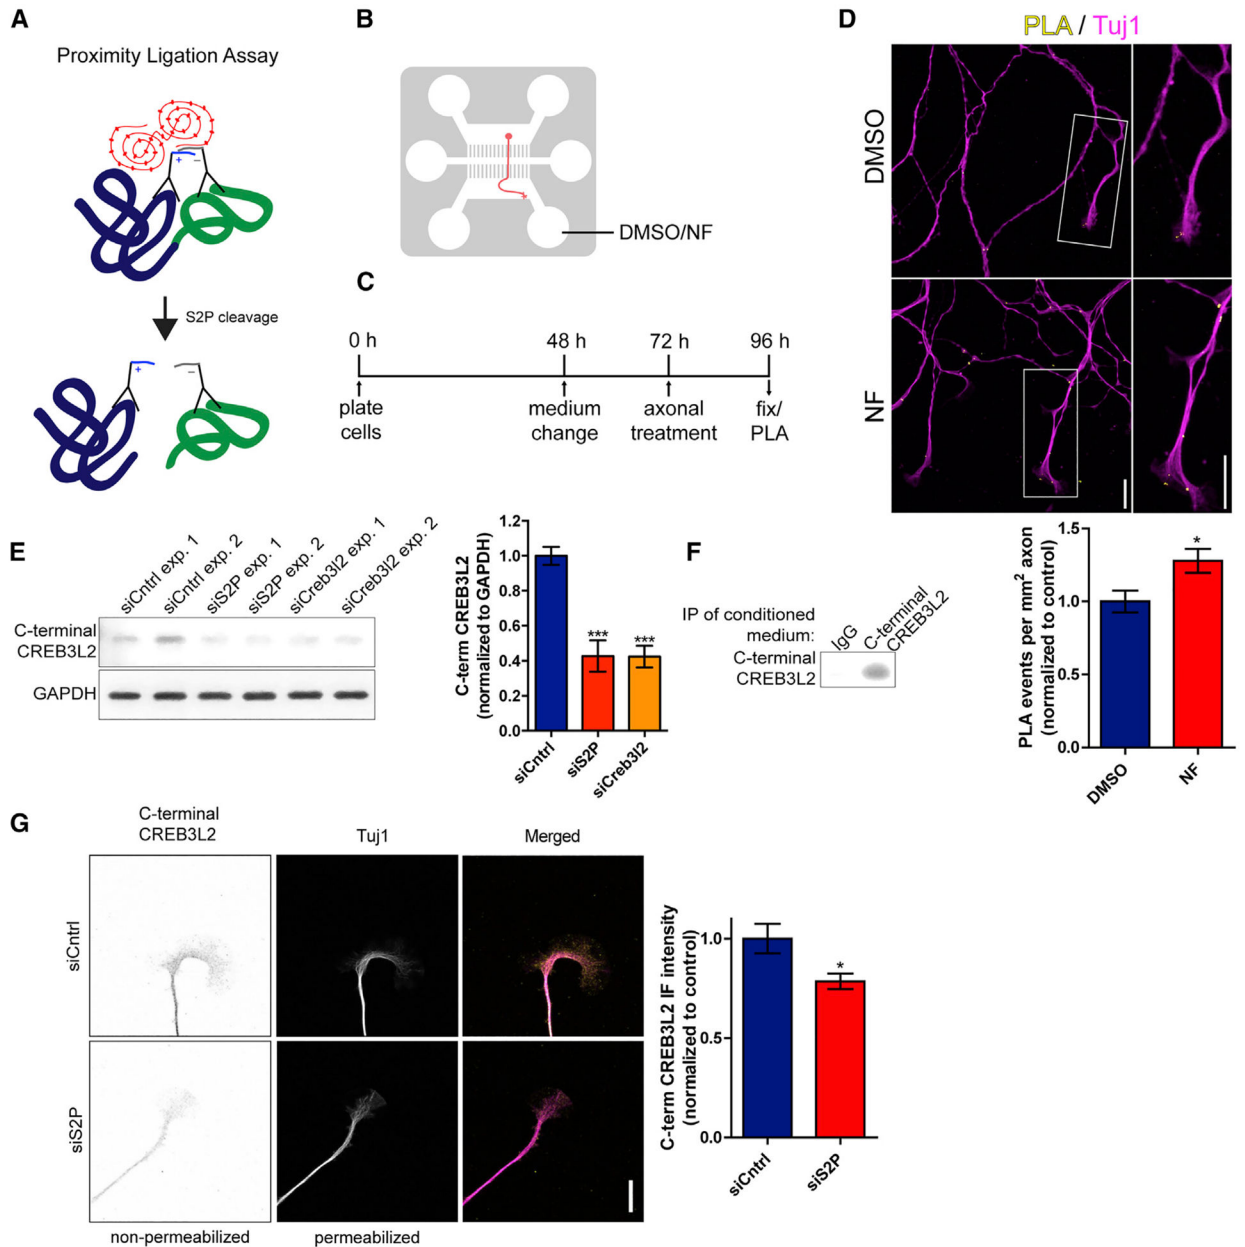 A
Proximity Ligation Assay
+
−
S2P cleavage
+
−
B
DMSO/NF
C
0 h
48 h
72 h
96 h
plate
cells
medium
change
axonal
treatment
fix/
PLA
D
PLA / Tuj1
DMSO
NF
1.5
1.0
0.5
0.0
PLA events per mm² axon
(normalized to control)
*
DMSO
NF
E
siCntrl exp. 1
siCntrl exp. 2
siS2P exp. 1
siS2P exp. 2
siCreb3l2 exp. 1
siCreb3l2 exp. 2
C-terminal
CREB3L2
GAPDH
C-term CREB3L2
(normalized to GAPDH)
1.2
1.0
0.8
0.6
0.4
0.2
0.0
***
***
siCntrl
siS2P
siCreb3l2
F
IP of conditioned
medium:
IgG
C-terminal
CREB3L2
C-terminal
CREB3L2
G
C-terminal
CREB3L2
Tuj1
Merged
siCntrl
siS2P
non-permeabilized
permeabilized
C-term CREB3L2 IF intensity
(normalized to control)
1.0
0.5
0.0
*
siCntrl
siS2P